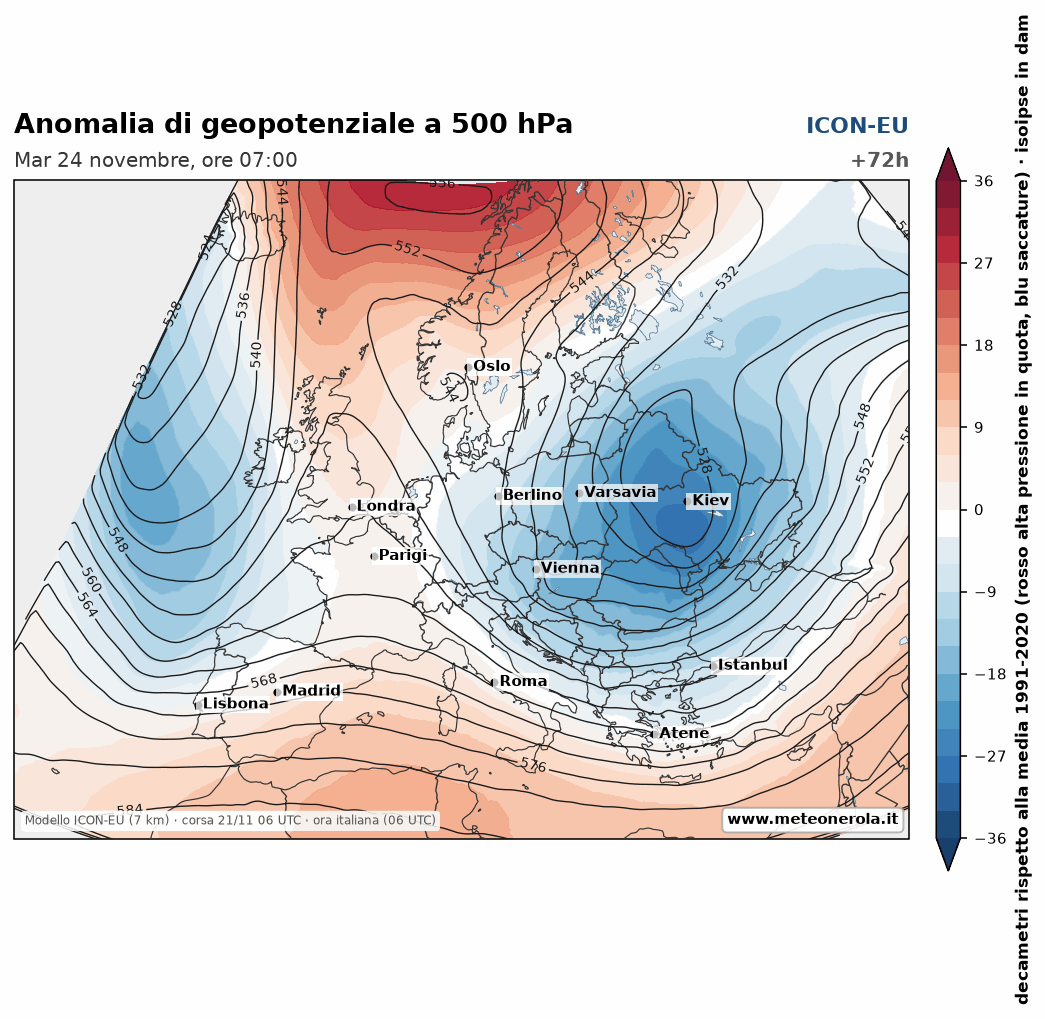 Anomalia di geopotenziale a 500 hPa
ICON-EU
Mar 24 novembre, ore 07:00
+72h
556
544
552
524
528
536
532
540
544
532
544
548
552
548
548
560
564
568
576
584
Oslo
Londra
Berlino
Varsavia
Kiev
Parigi
Vienna
Istanbul
Roma
Madrid
Lisbona
Atene
Modello ICON-EU (7 km) · corsa 21/11 06 UTC · ora italiana (06 UTC)
www.meteonerola.it
36
27
18
9
0
−9
−18
−27
−36
decametri rispetto alla media 1991-2020 (rosso alta pressione in quota, blu saccature) · isoipse in dam